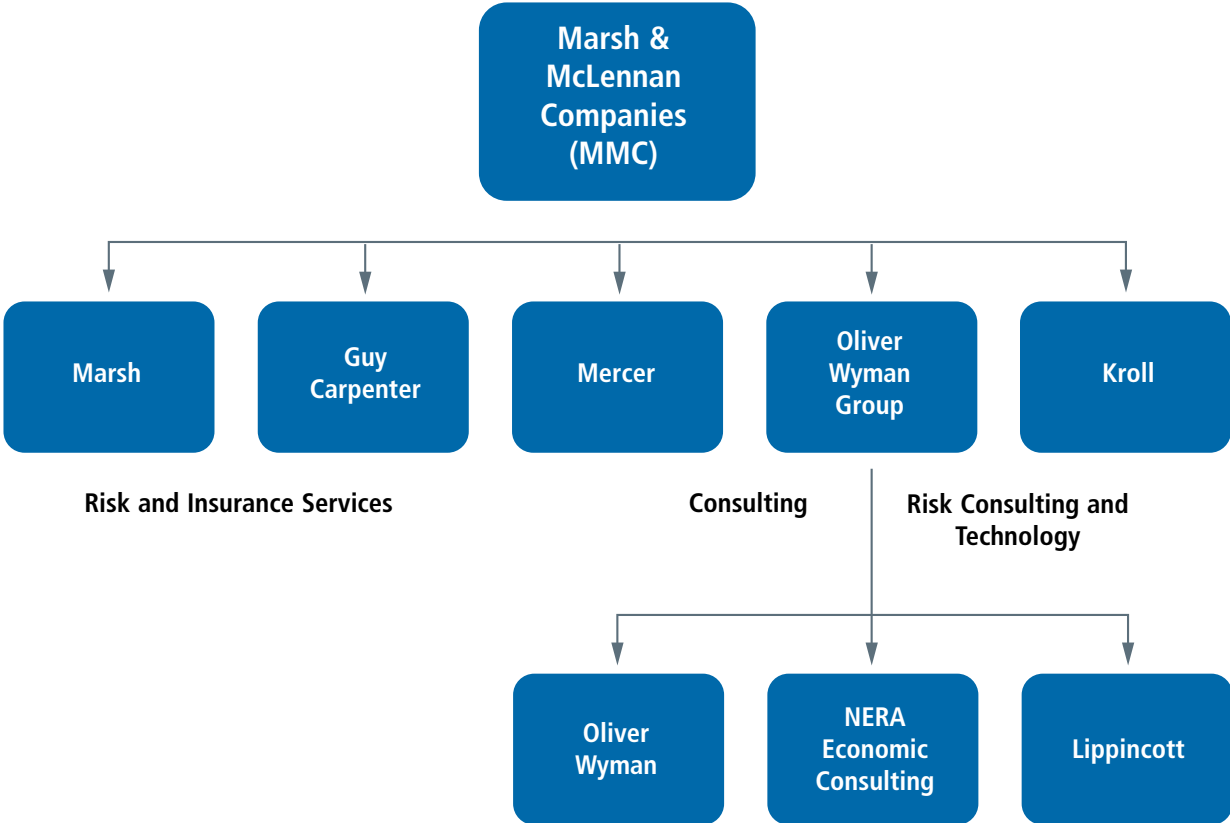 Marsh &
McLennan
Companies
(MMC)
Marsh
Guy
Carpenter
Mercer
Oliver
Wyman
Group
Kroll
Risk and Insurance Services
Consulting
Risk Consulting and
Technology
Oliver
Wyman
NERA
Economic
Consulting
Lippincott